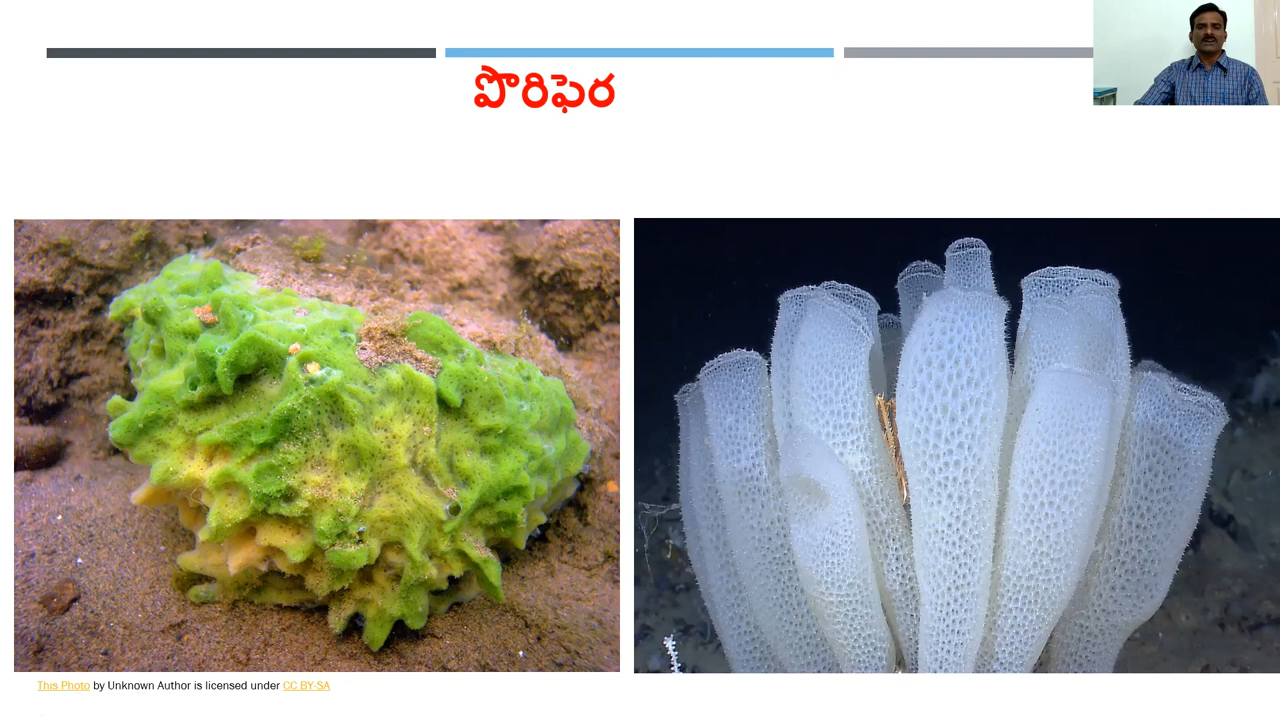 పొరిఫెర
This Photo by Unknown Author is licensed under CC BY-SA